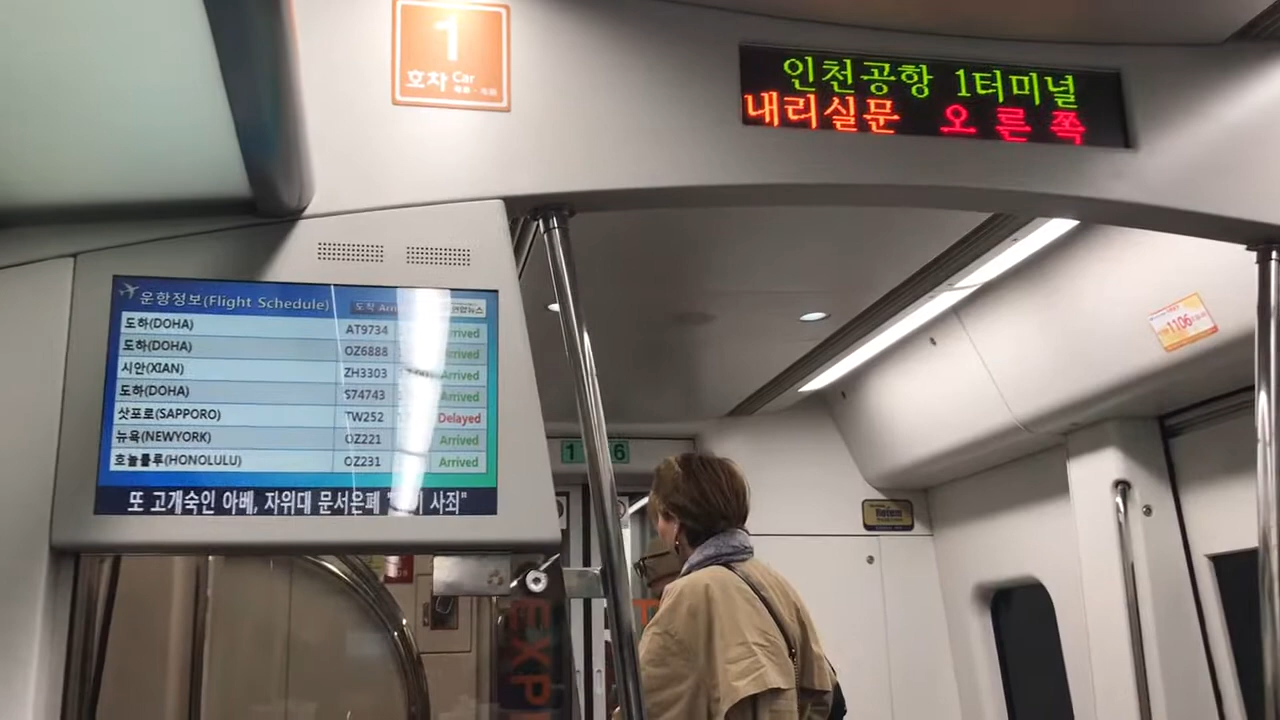 1
호차 Car
인천공항 1터미널
내리실문 오른쪽
운항정보(Flight Schedule) 도착
도하(DOHA) AT9734 Arrived
도하(DOHA) OZ6888 Arrived
시안(XIAN) ZH3303 Arrived
도하(DOHA) S74743 Arrived
삿포로(SAPPORO) TW252 Delayed
뉴욕(NEWYORK) OZ221 Arrived
호놀룰루(HONOLULU) OZ231 Arrived
또 고개숙인 아베, 자위대 문서은폐 사죄"
1106
Rotem
EXP